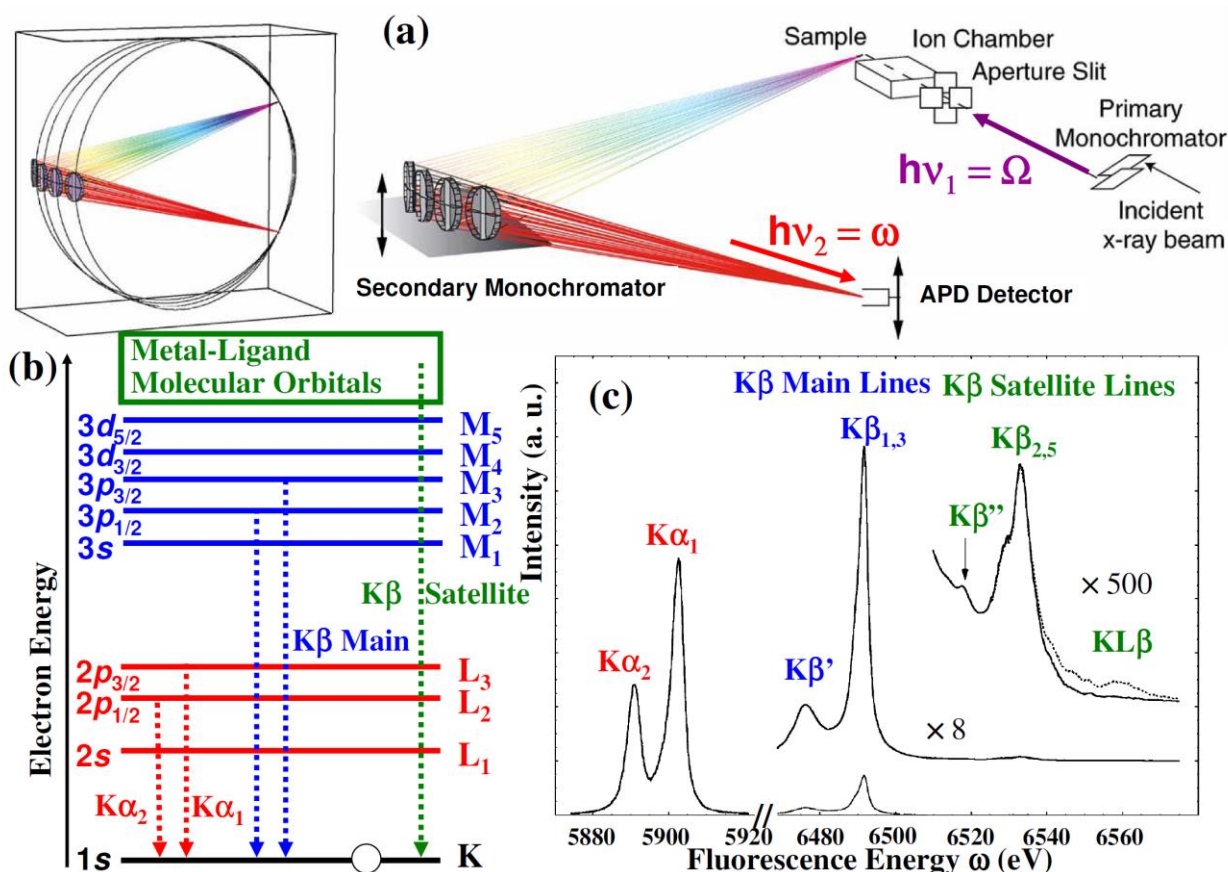 (a)
Sample
Ion Chamber
Aperture Slit
Primary
Monochromator
hν₁ = Ω
Incident
x-ray beam
hν₂ = ω
Secondary Monochromator
APD Detector
(b)
Metal-Ligand
Molecular Orbitals
3d5/2 M5
3d3/2 M4
3p3/2 M3
3p1/2 M2
3s M1
Kβ Satellite
Kβ Main
2p3/2 L3
2p1/2 L2
2s L1
Kα2 Kα1
1s K
Electron Energy
(c)
Kβ Main Lines
Kβ Satellite Lines
Kβ1,3
Kβ2,5
Kβ''
Kα1
× 500
KLβ
Kα2
Kβ’
× 8
Intensity (a. u.)
5880 5900 5920 // 6480 6500 6520 6540 6560
Fluorescence Energy ω (eV)